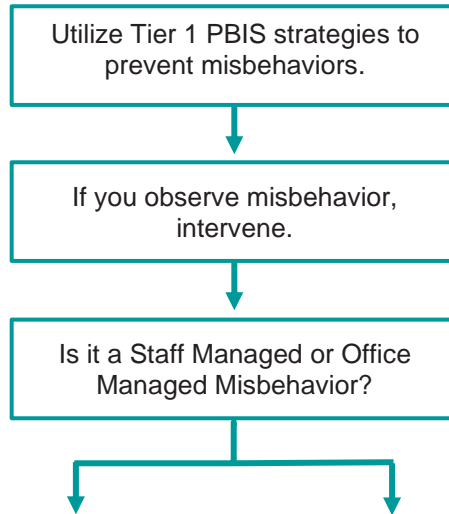 Utilize Tier 1 PBIS strategies to
prevent misbehaviors.
If you observe misbehavior,
intervene.
Is it a Staff Managed or Office
Managed Misbehavior?